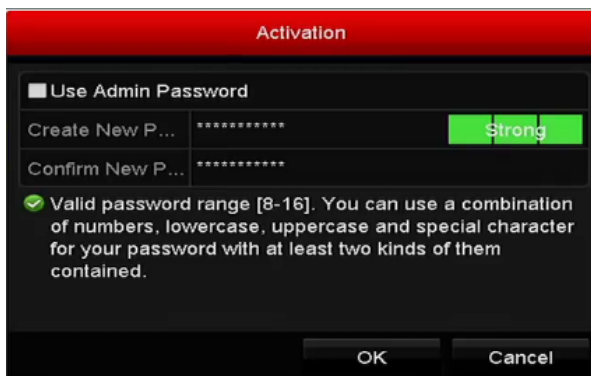 Activation
Use Admin Password
Create New P... *********** Strong
Confirm New P... ***********
Valid password range [8-16]. You can use a combination
of numbers, lowercase, uppercase and special character
for your password with at least two kinds of them
contained.
OK Cancel